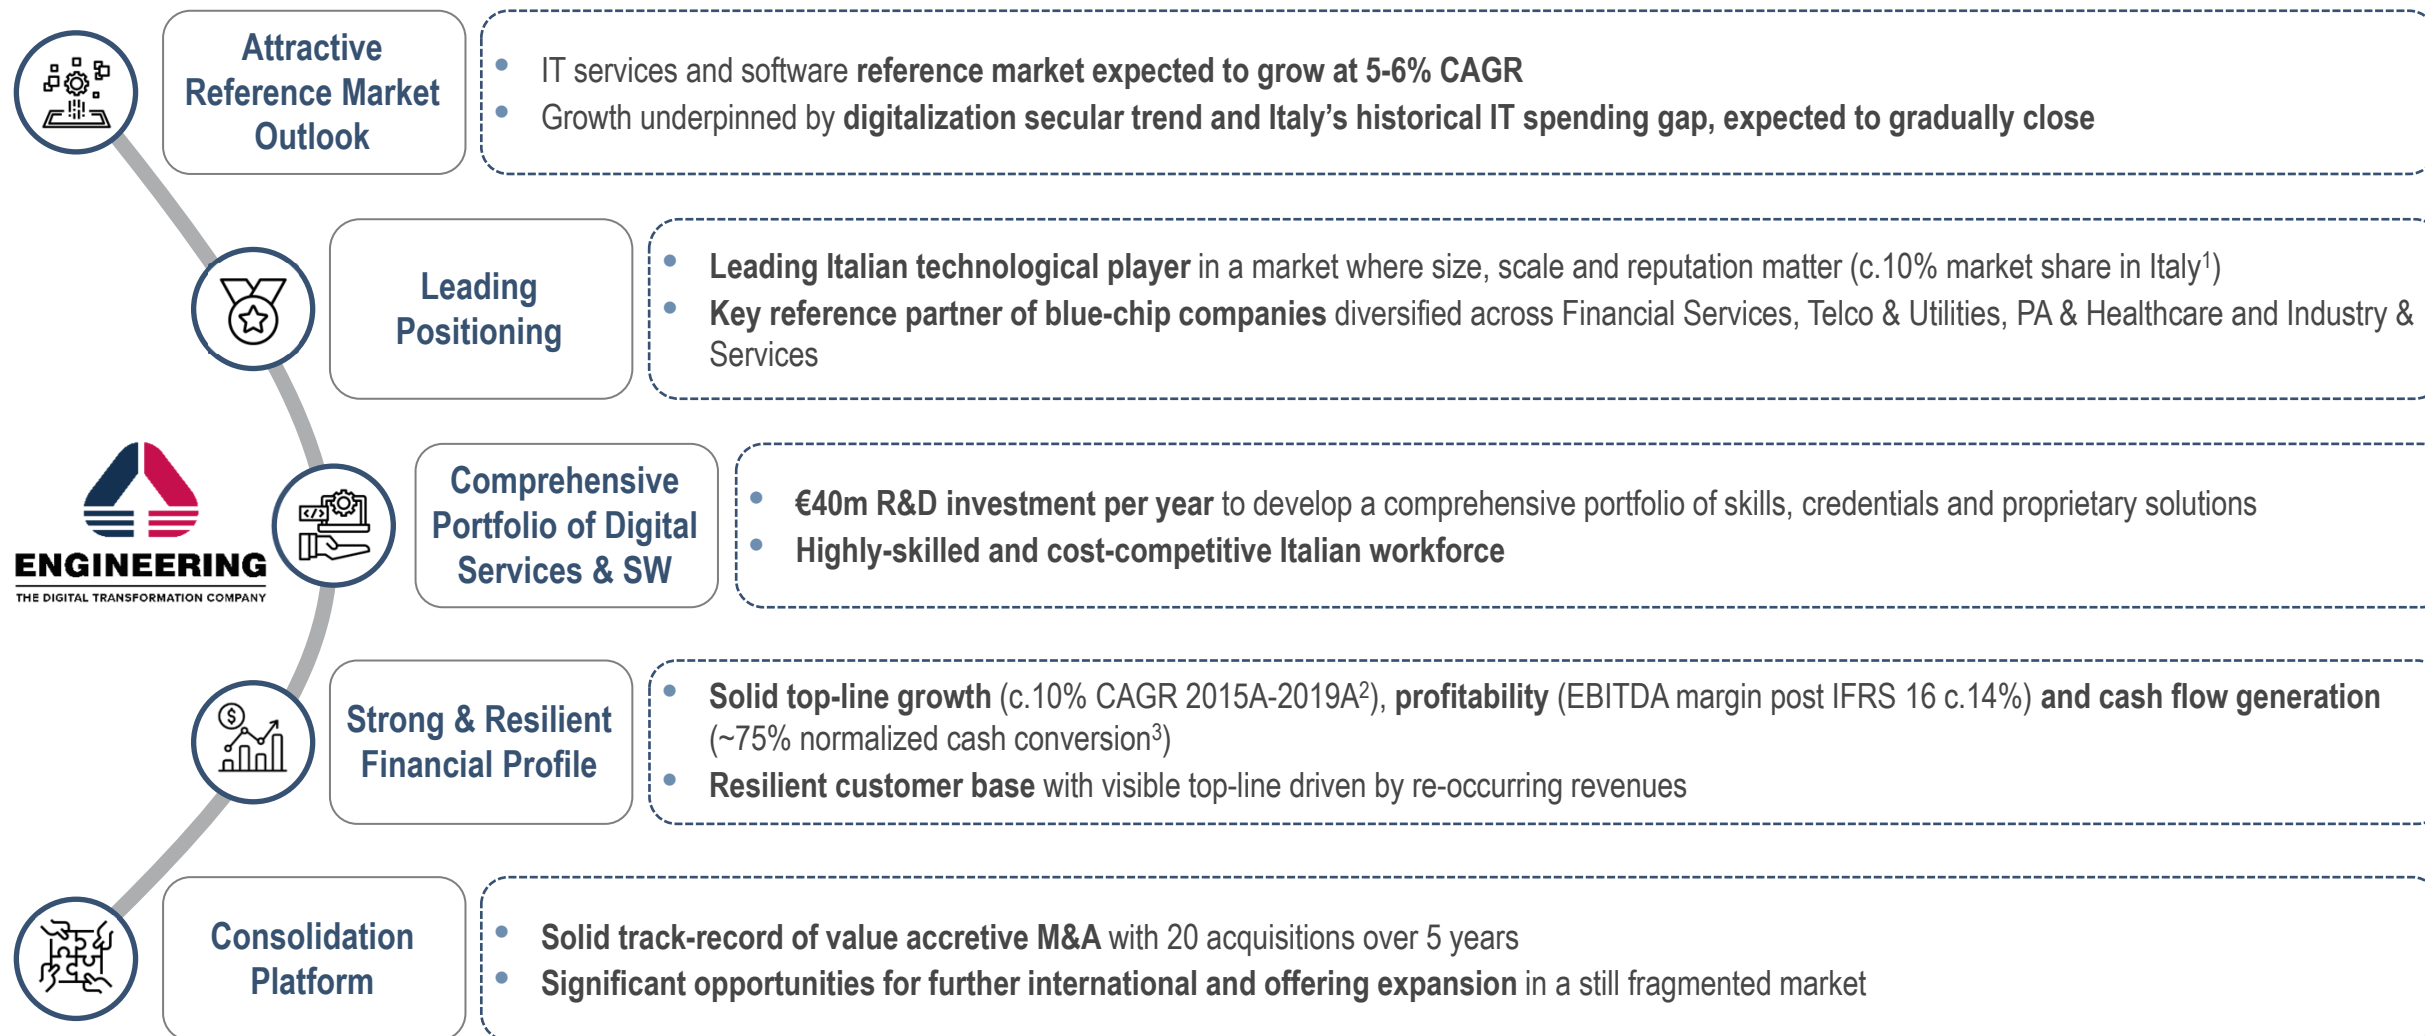 Attractive
Reference Market
Outlook
• IT services and software reference market expected to grow at 5-6% CAGR
• Growth underpinned by digitalization secular trend and Italy’s historical IT spending gap, expected to gradually close
Leading
Positioning
• Leading Italian technological player in a market where size, scale and reputation matter (c.10% market share in Italy¹)
• Key reference partner of blue-chip companies diversified across Financial Services, Telco & Utilities, PA & Healthcare and Industry &
Services
ENGINEERING
THE DIGITAL TRANSFORMATION COMPANY
Comprehensive
Portfolio of Digital
Services & SW
• €40m R&D investment per year to develop a comprehensive portfolio of skills, credentials and proprietary solutions
• Highly-skilled and cost-competitive Italian workforce
Strong & Resilient
Financial Profile
• Solid top-line growth (c.10% CAGR 2015A-2019A²), profitability (EBITDA margin post IFRS 16 c.14%) and cash flow generation
(~75% normalized cash conversion³)
• Resilient customer base with visible top-line driven by re-occurring revenues
Consolidation
Platform
• Solid track-record of value accretive M&A with 20 acquisitions over 5 years
• Significant opportunities for further international and offering expansion in a still fragmented market